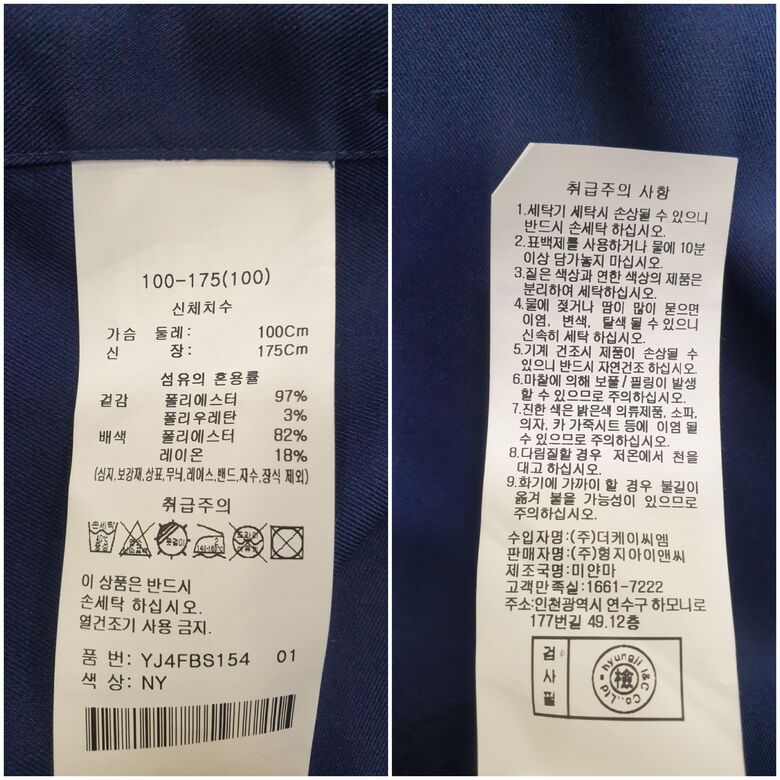 100-175(100)
신체치수
가슴 둘레: 100Cm
신 장: 175Cm
섬유의 혼용률
겉감 폴리에스터 97%
폴리우레탄 3%
배색 폴리에스터 82%
레이온 18%
(심지,보강재,상표,무늬,레이스,밴드,자수,장식 제외)
취급주의
손세탁 40℃ 중성 옷걸이 140-160℃ 드라이
이 상품은 반드시
손세탁 하십시오.
열건조기 사용 금지.
품 번: YJ4FBS154 01
색 상: NY
취급주의 사항
1.세탁기 세탁시 손상될 수 있으니
반드시 손세탁 하십시오.
2.표백제를 사용하거나 물에 10분
이상 담가놓지 마십시오.
3.짙은 색상과 연한 색상의 제품은
분리하여 세탁하십시오.
4.물에 젖거나 땀이 많이 묻으면
이염, 변색, 탈색 될 수 있으니
신속히 세탁 하십시오.
5.기계 건조시 제품이 손상될 수
있으니 반드시 자연건조 하십시오.
6.마찰에 의해 보풀/필링이 발생
할 수 있으므로 주의하십시오.
7.진한 색은 밝은색 의류제품, 소파,
의자, 카 가죽시트 등에 이염 될
수 있으므로 주의하십시오.
8.다림질할 경우 저온에서 천을
대고 하십시오.
9.화기에 가까이 할 경우 불길이
옮겨 붙을 가능성이 있으므로
주의하십시오.
수입자명:(주)더케이씨엠
판매자명:(주)형지아이앤씨
제조국명:미얀마
고객만족실:1661-7222
주소:인천광역시 연수구 하모니로
177번길 49.12층
검사필
hyungji I&C Co.,Ltd.
檢